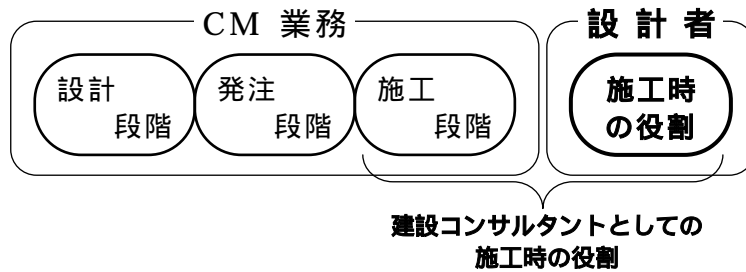 CM 業務
設計者
設計
段階
発注
段階
施工
段階
施工時
の役割
建設コンサルタントとしての
施工時の役割